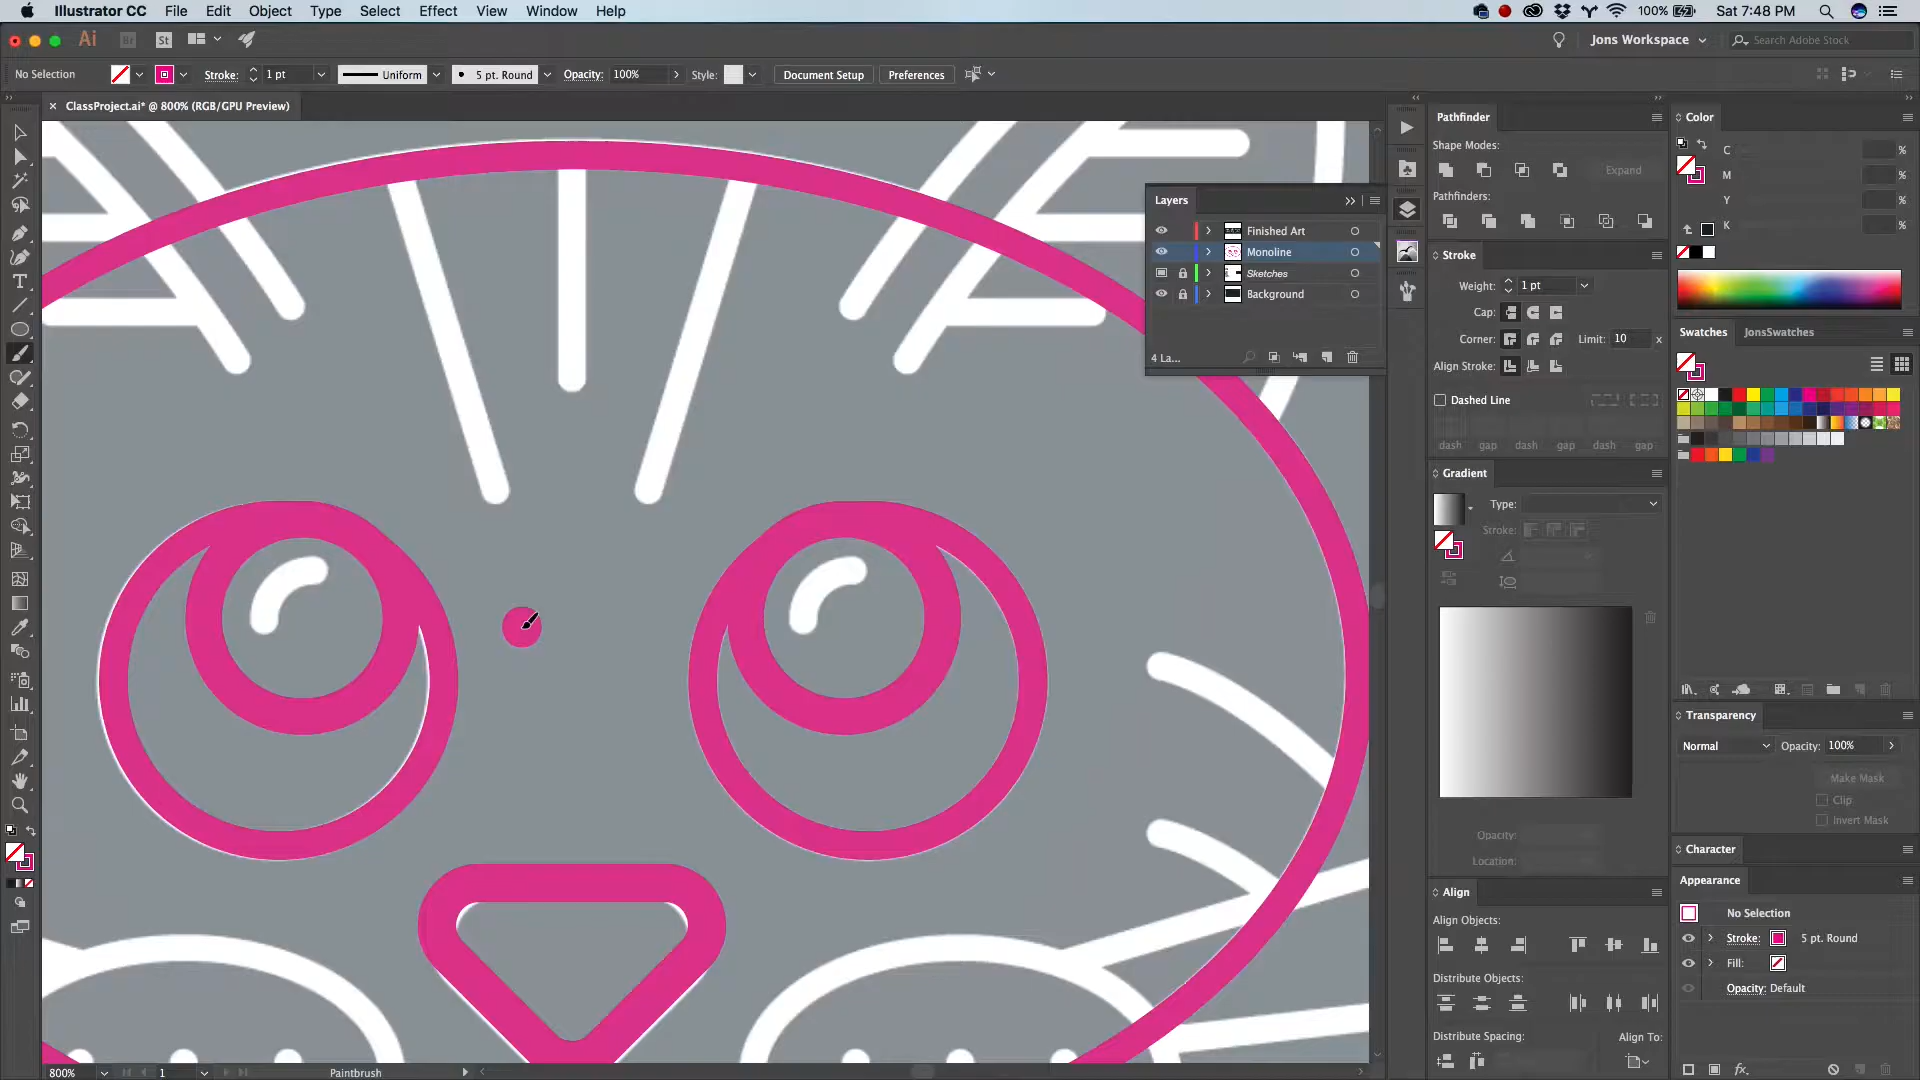 Illustrator CC File Edit Object Type Select Effect View Window Help
100% Sat 7:48 PM
Ai Br St
Jons Workspace
Search Adobe Stock
No Selection Stroke: 1 pt Uniform 5 pt. Round Opacity: 100% Style: Document Setup Preferences
ClassProject.ai* @ 800% (RGB/GPU Preview)
Layers
Finished Art
Monoline
Sketches
Background
4 La...
Pathfinder
Shape Modes:
Expand
Pathfinders:
Stroke
Weight: 1 pt
Cap:
Corner: Limit: 10 x
Align Stroke:
Dashed Line
dash gap dash gap dash gap
Gradient
Type:
Stroke:
Opacity:
Location:
Align
Align Objects:
Distribute Objects:
Distribute Spacing: Align To:
Color
C %
M %
Y %
K %
Swatches JonsSwatches
Transparency
Normal Opacity: 100%
Make Mask
Clip
Invert Mask
Character
Appearance
No Selection
Stroke: 5 pt. Round
Fill:
Opacity: Default
fx
800% 1 Paintbrush